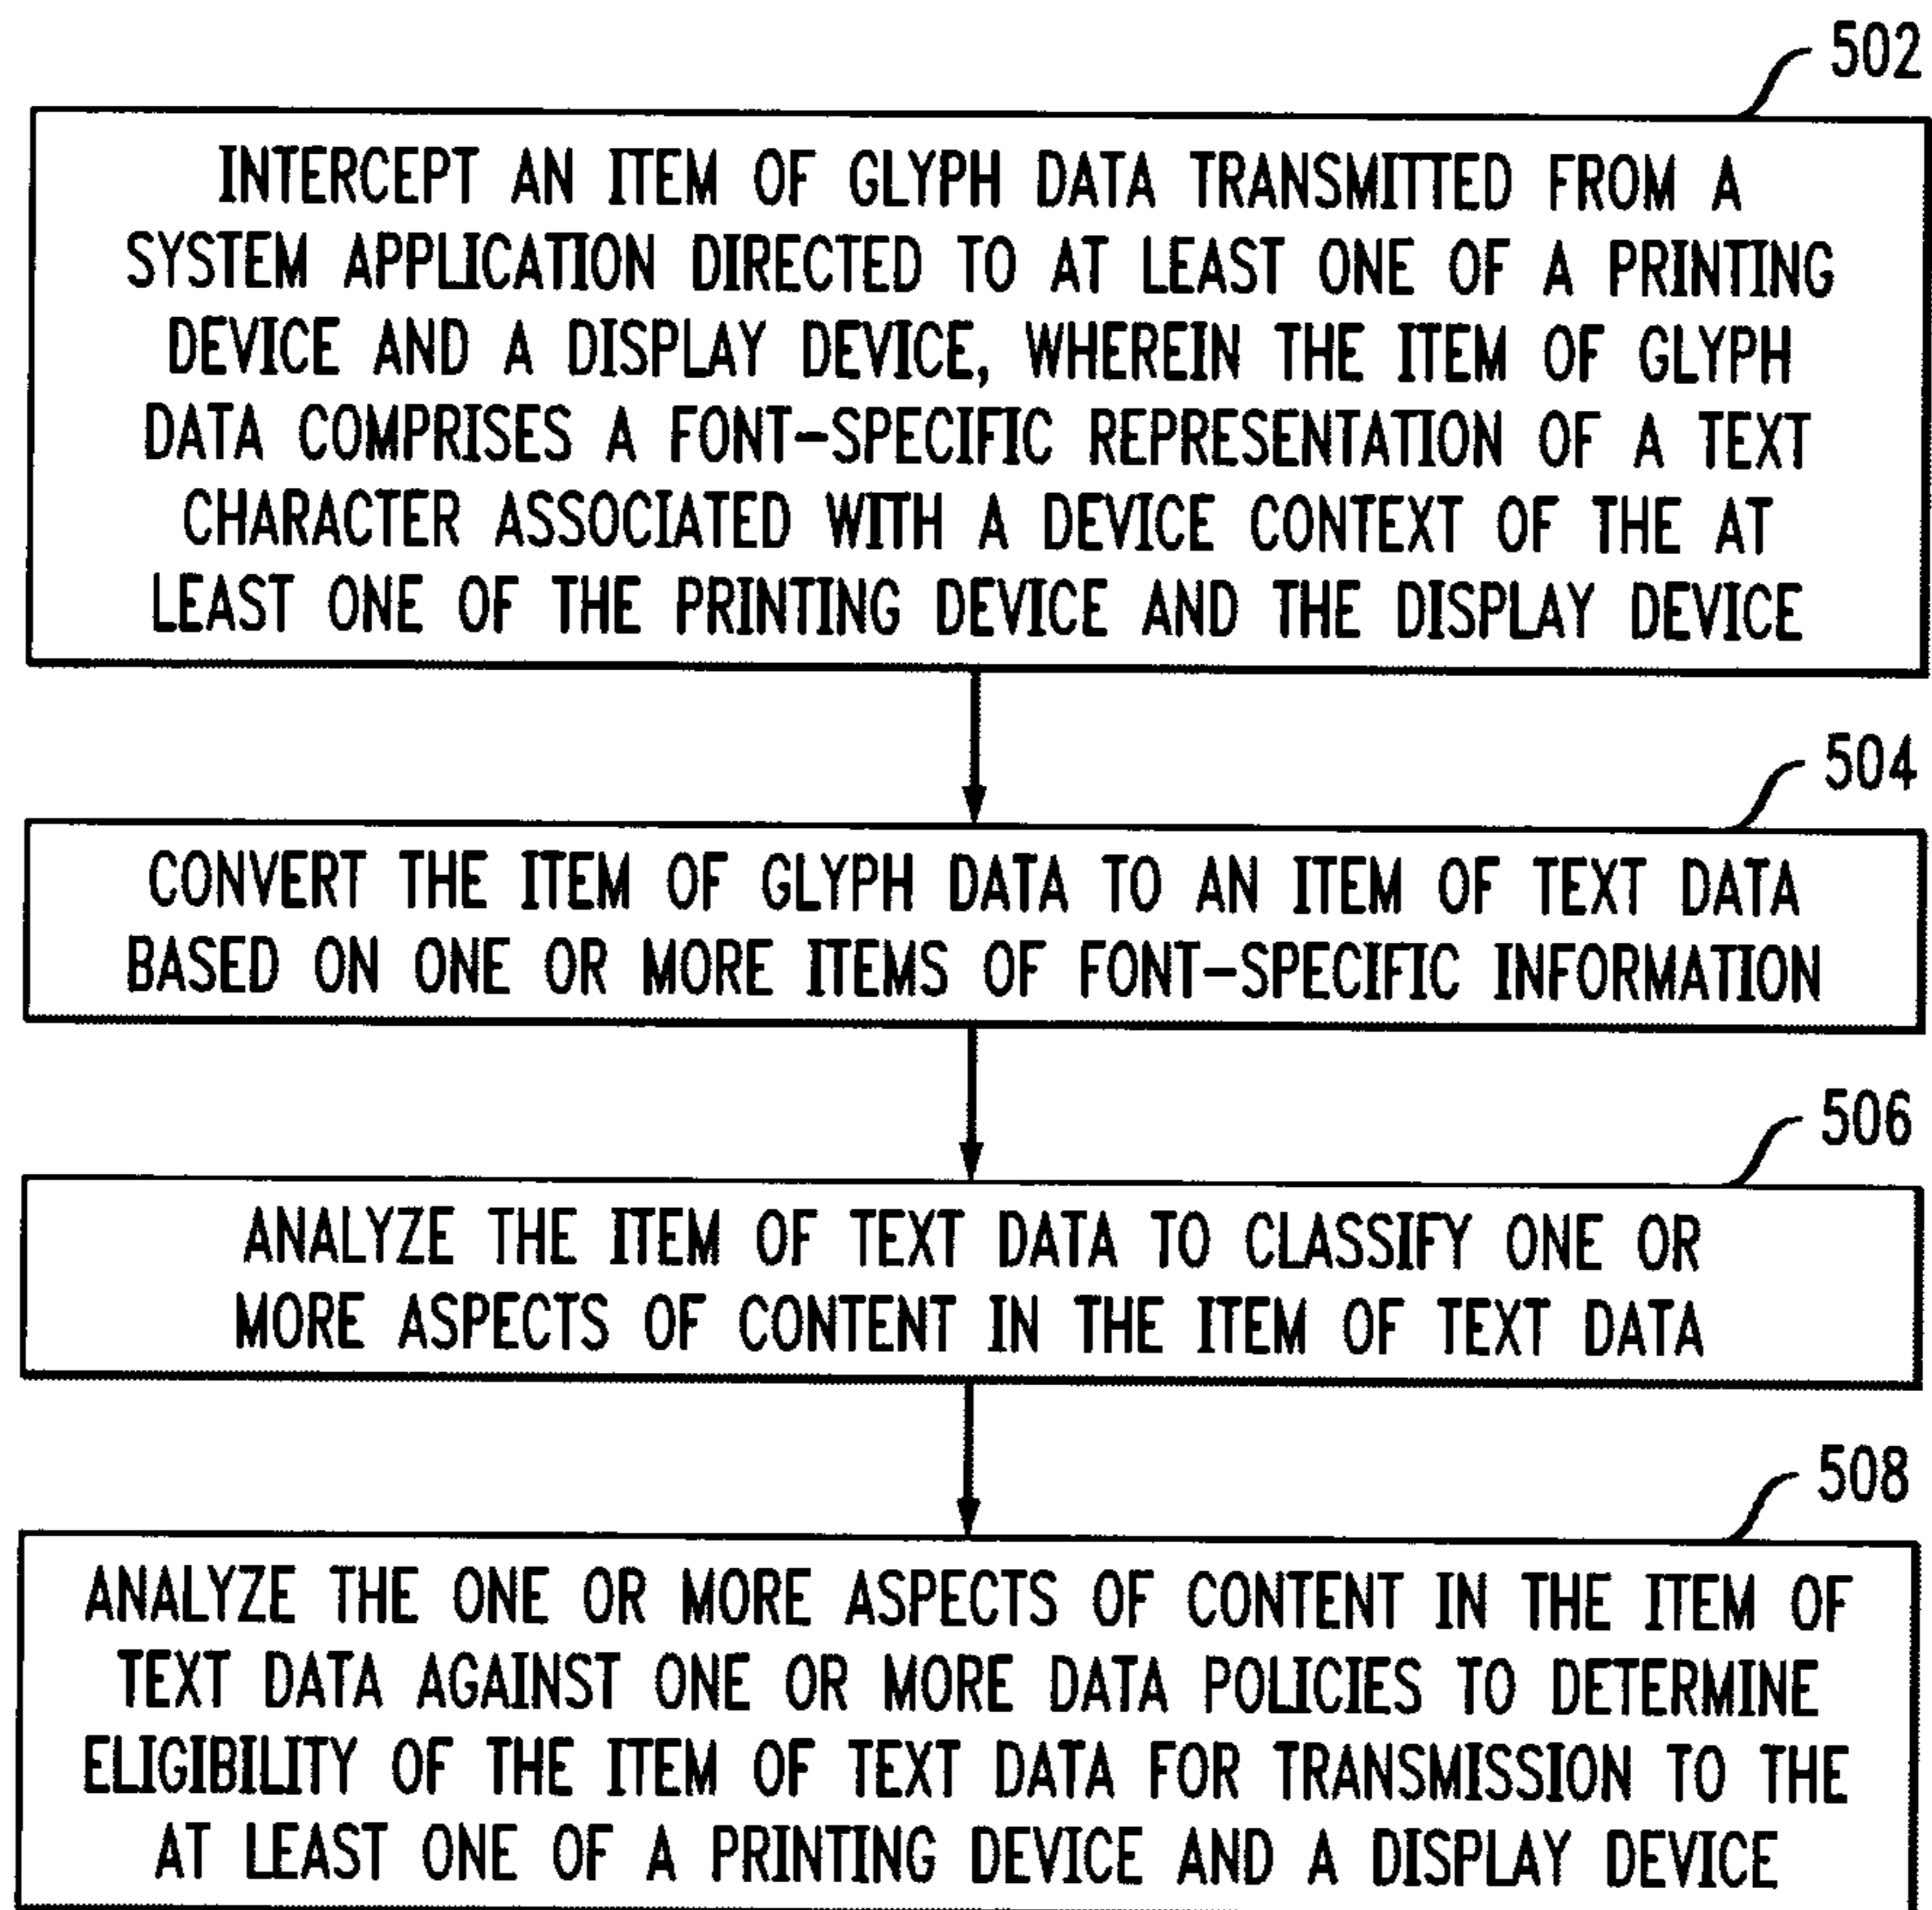 502
INTERCEPT AN ITEM OF GLYPH DATA TRANSMITTED FROM A
SYSTEM APPLICATION DIRECTED TO AT LEAST ONE OF A PRINTING
DEVICE AND A DISPLAY DEVICE, WHEREIN THE ITEM OF GLYPH
DATA COMPRISES A FONT-SPECIFIC REPRESENTATION OF A TEXT
CHARACTER ASSOCIATED WITH A DEVICE CONTEXT OF THE AT
LEAST ONE OF THE PRINTING DEVICE AND THE DISPLAY DEVICE
504
CONVERT THE ITEM OF GLYPH DATA TO AN ITEM OF TEXT DATA
BASED ON ONE OR MORE ITEMS OF FONT-SPECIFIC INFORMATION
506
ANALYZE THE ITEM OF TEXT DATA TO CLASSIFY ONE OR
MORE ASPECTS OF CONTENT IN THE ITEM OF TEXT DATA
508
ANALYZE THE ONE OR MORE ASPECTS OF CONTENT IN THE ITEM OF
TEXT DATA AGAINST ONE OR MORE DATA POLICIES TO DETERMINE
ELIGIBILITY OF THE ITEM OF TEXT DATA FOR TRANSMISSION TO THE
AT LEAST ONE OF A PRINTING DEVICE AND A DISPLAY DEVICE